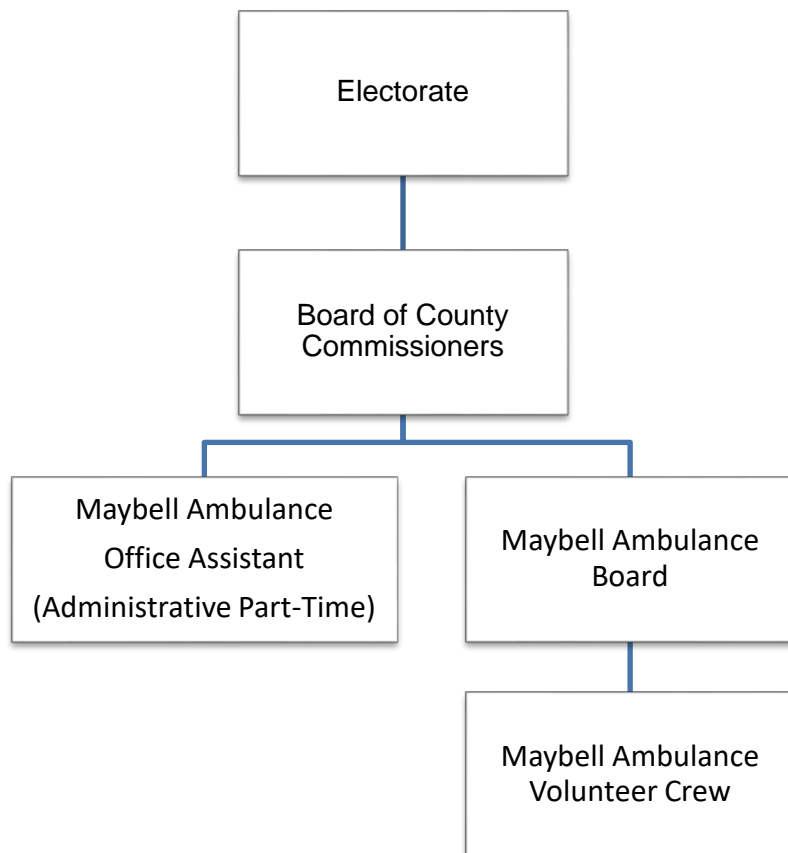 Electorate
Board of County
Commissioners
Maybell Ambulance
Office Assistant
(Administrative Part-Time)
Maybell Ambulance
Board
Maybell Ambulance
Volunteer Crew